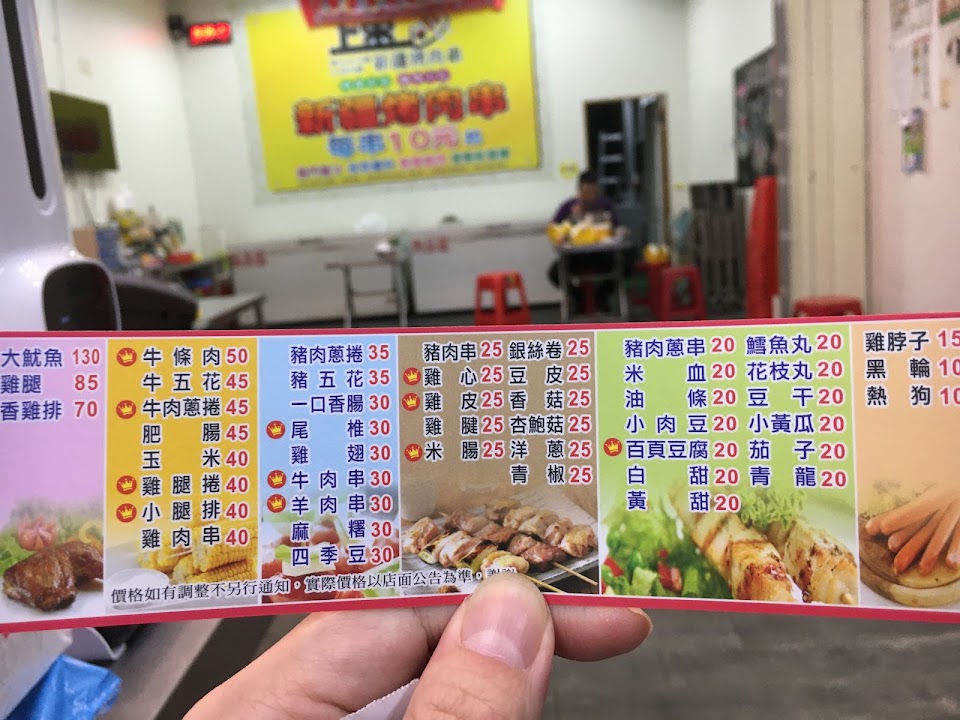 新疆烤肉串
每串10元起
大魷魚 130
雞腿 85
香雞排 70
牛條肉 50
牛五花 45
牛肉蔥捲 45
肥腸 45
玉米 40
雞腿捲 40
小腿排 40
雞肉串 40
豬肉蔥捲 35
豬五花 35
一口香腸 30
尾椎 30
雞翅 30
牛肉串 30
羊肉串 30
麻糬 30
四季豆 30
豬肉串 25 銀絲卷 25
雞心 25 豆皮 25
雞皮 25 香菇 25
雞腱 25 杏鮑菇 25
米腸 25 洋蔥 25
青椒 25
豬肉蔥串 20 鱈魚丸 20
米血 20 花枝丸 20
油條 20 豆干 20
小肉豆 20 小黃瓜 20
百頁豆腐 20 茄子 20
白甜 20 青龍 20
黃甜 20
雞脖子 15
黑輪 10
熱狗 10
價格如有調整不另行通知，實際價格以店面公告為準，謝謝